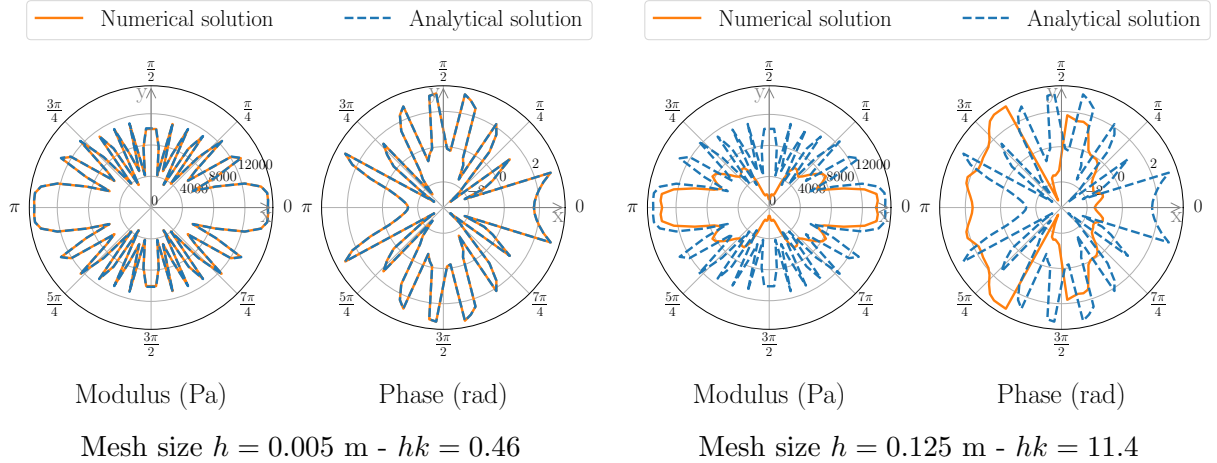 Numerical solution Analytical solution Numerical solution Analytical solution
π/2 π/2 π/2 π/2
3π/4 y π/4 3π/4 y π/4 3π/4 y π/4 3π/4 y π/4
π 0 4000 8000 12000 x 0 π −2 0 2 x 0 π 0 4000 8000 12000 x 0 π −2 0 2 x 0
5π/4 7π/4 5π/4 7π/4 5π/4 7π/4 5π/4 7π/4
3π/2 3π/2 3π/2 3π/2
Modulus (Pa) Phase (rad) Modulus (Pa) Phase (rad)
Mesh size h = 0.005 m - hk = 0.46 Mesh size h = 0.125 m - hk = 11.4